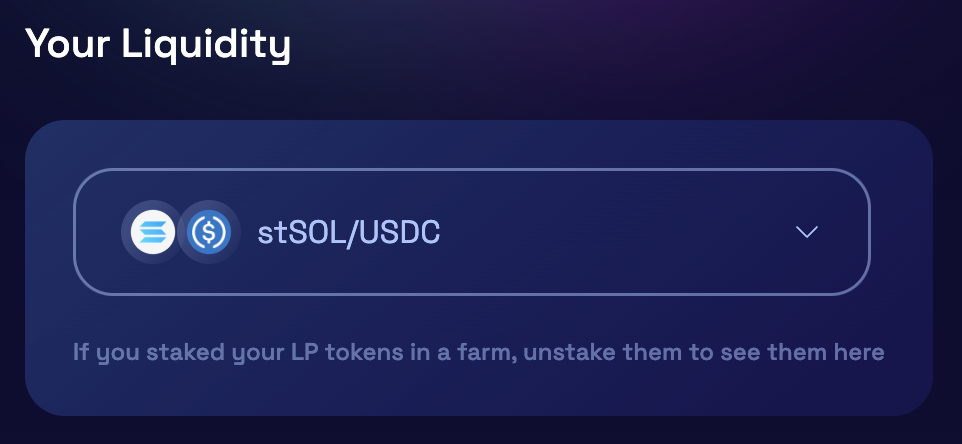 Your Liquidity
stSOL/USDC
If you staked your LP tokens in a farm, unstake them to see them here